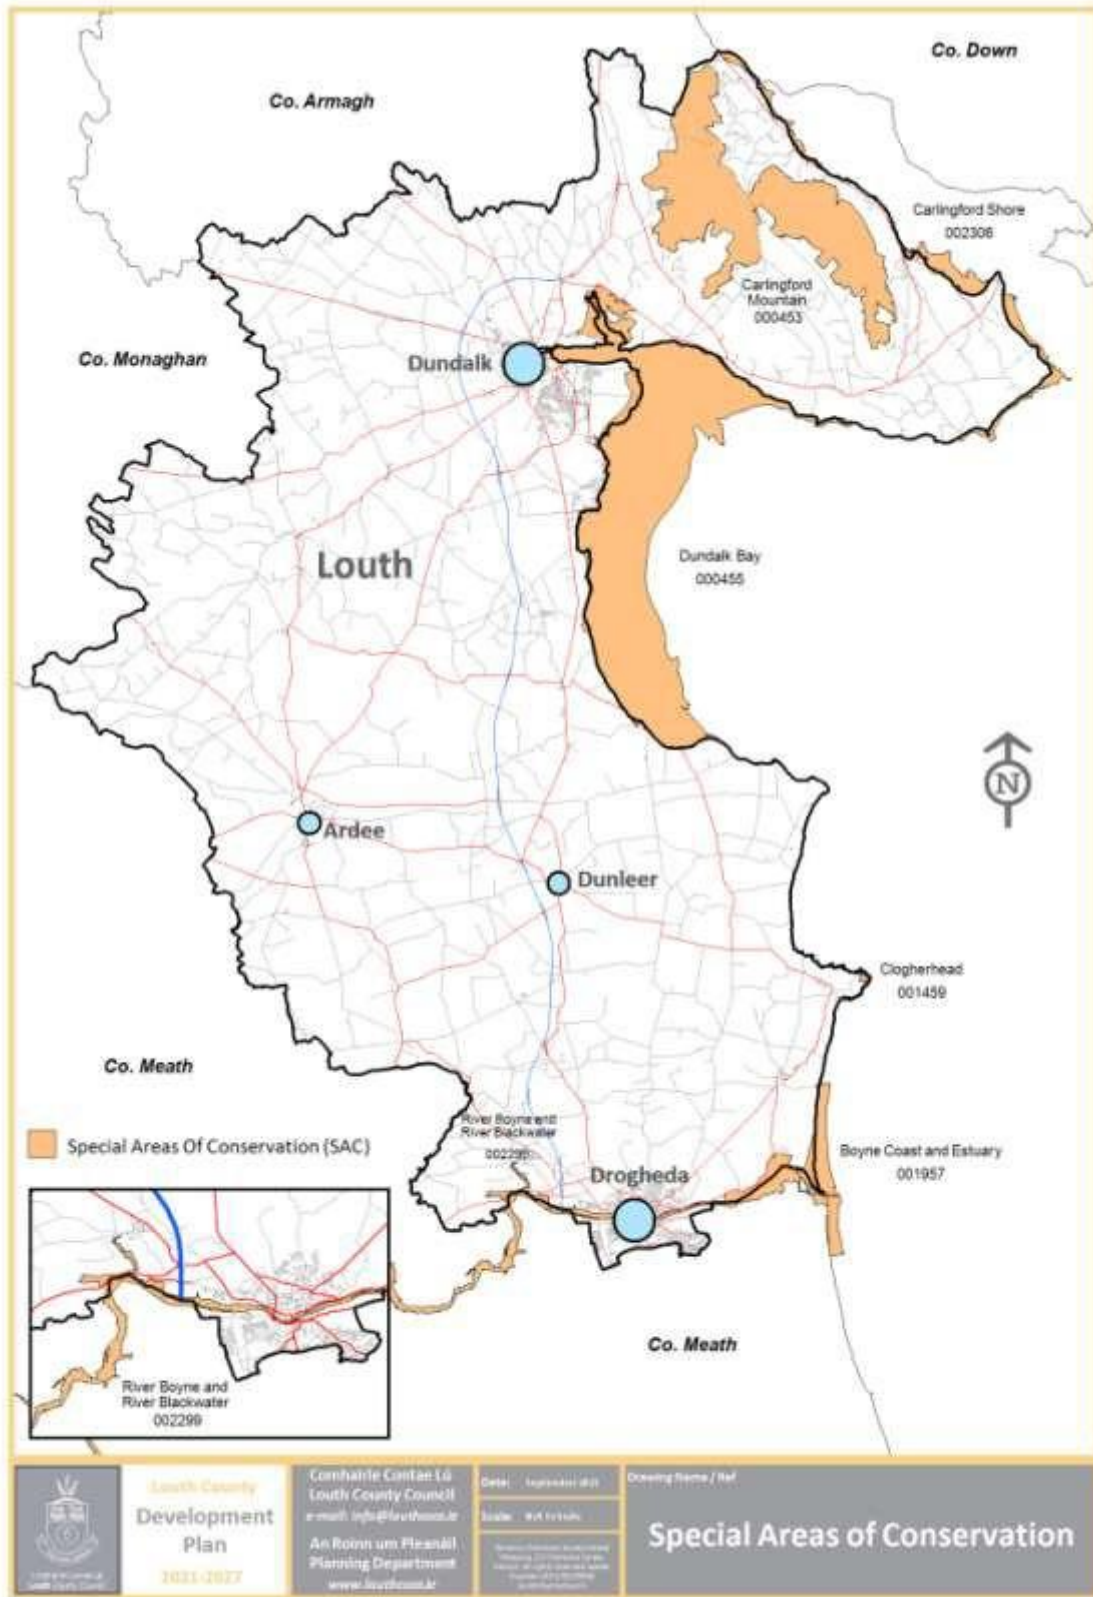 Co. Down
Co. Armagh
Carlingford Shore
002306
Carlingford
Mountain
000453
Co. Monaghan
Dundalk
Louth
Dundalk Bay
000455
N
Ardee
Dunleer
Clogherhead
001459
Co. Meath
River Boyne and
River Blackwater
Boyne Coast and Estuary
001957
Special Areas Of Conservation (SAC)
Drogheda
Co. Meath
River Boyne and
River Blackwater
002299
Louth County
Development
Plan
2021-2027
Comhairle Contae Lú
Louth County Council
e-mail: info@louthcoco.ie
An Roinn um Pleanáil
Planning Department
www.louthcoco.ie
Date:
Scale:
Drawing Name / Ref
Special Areas of Conservation